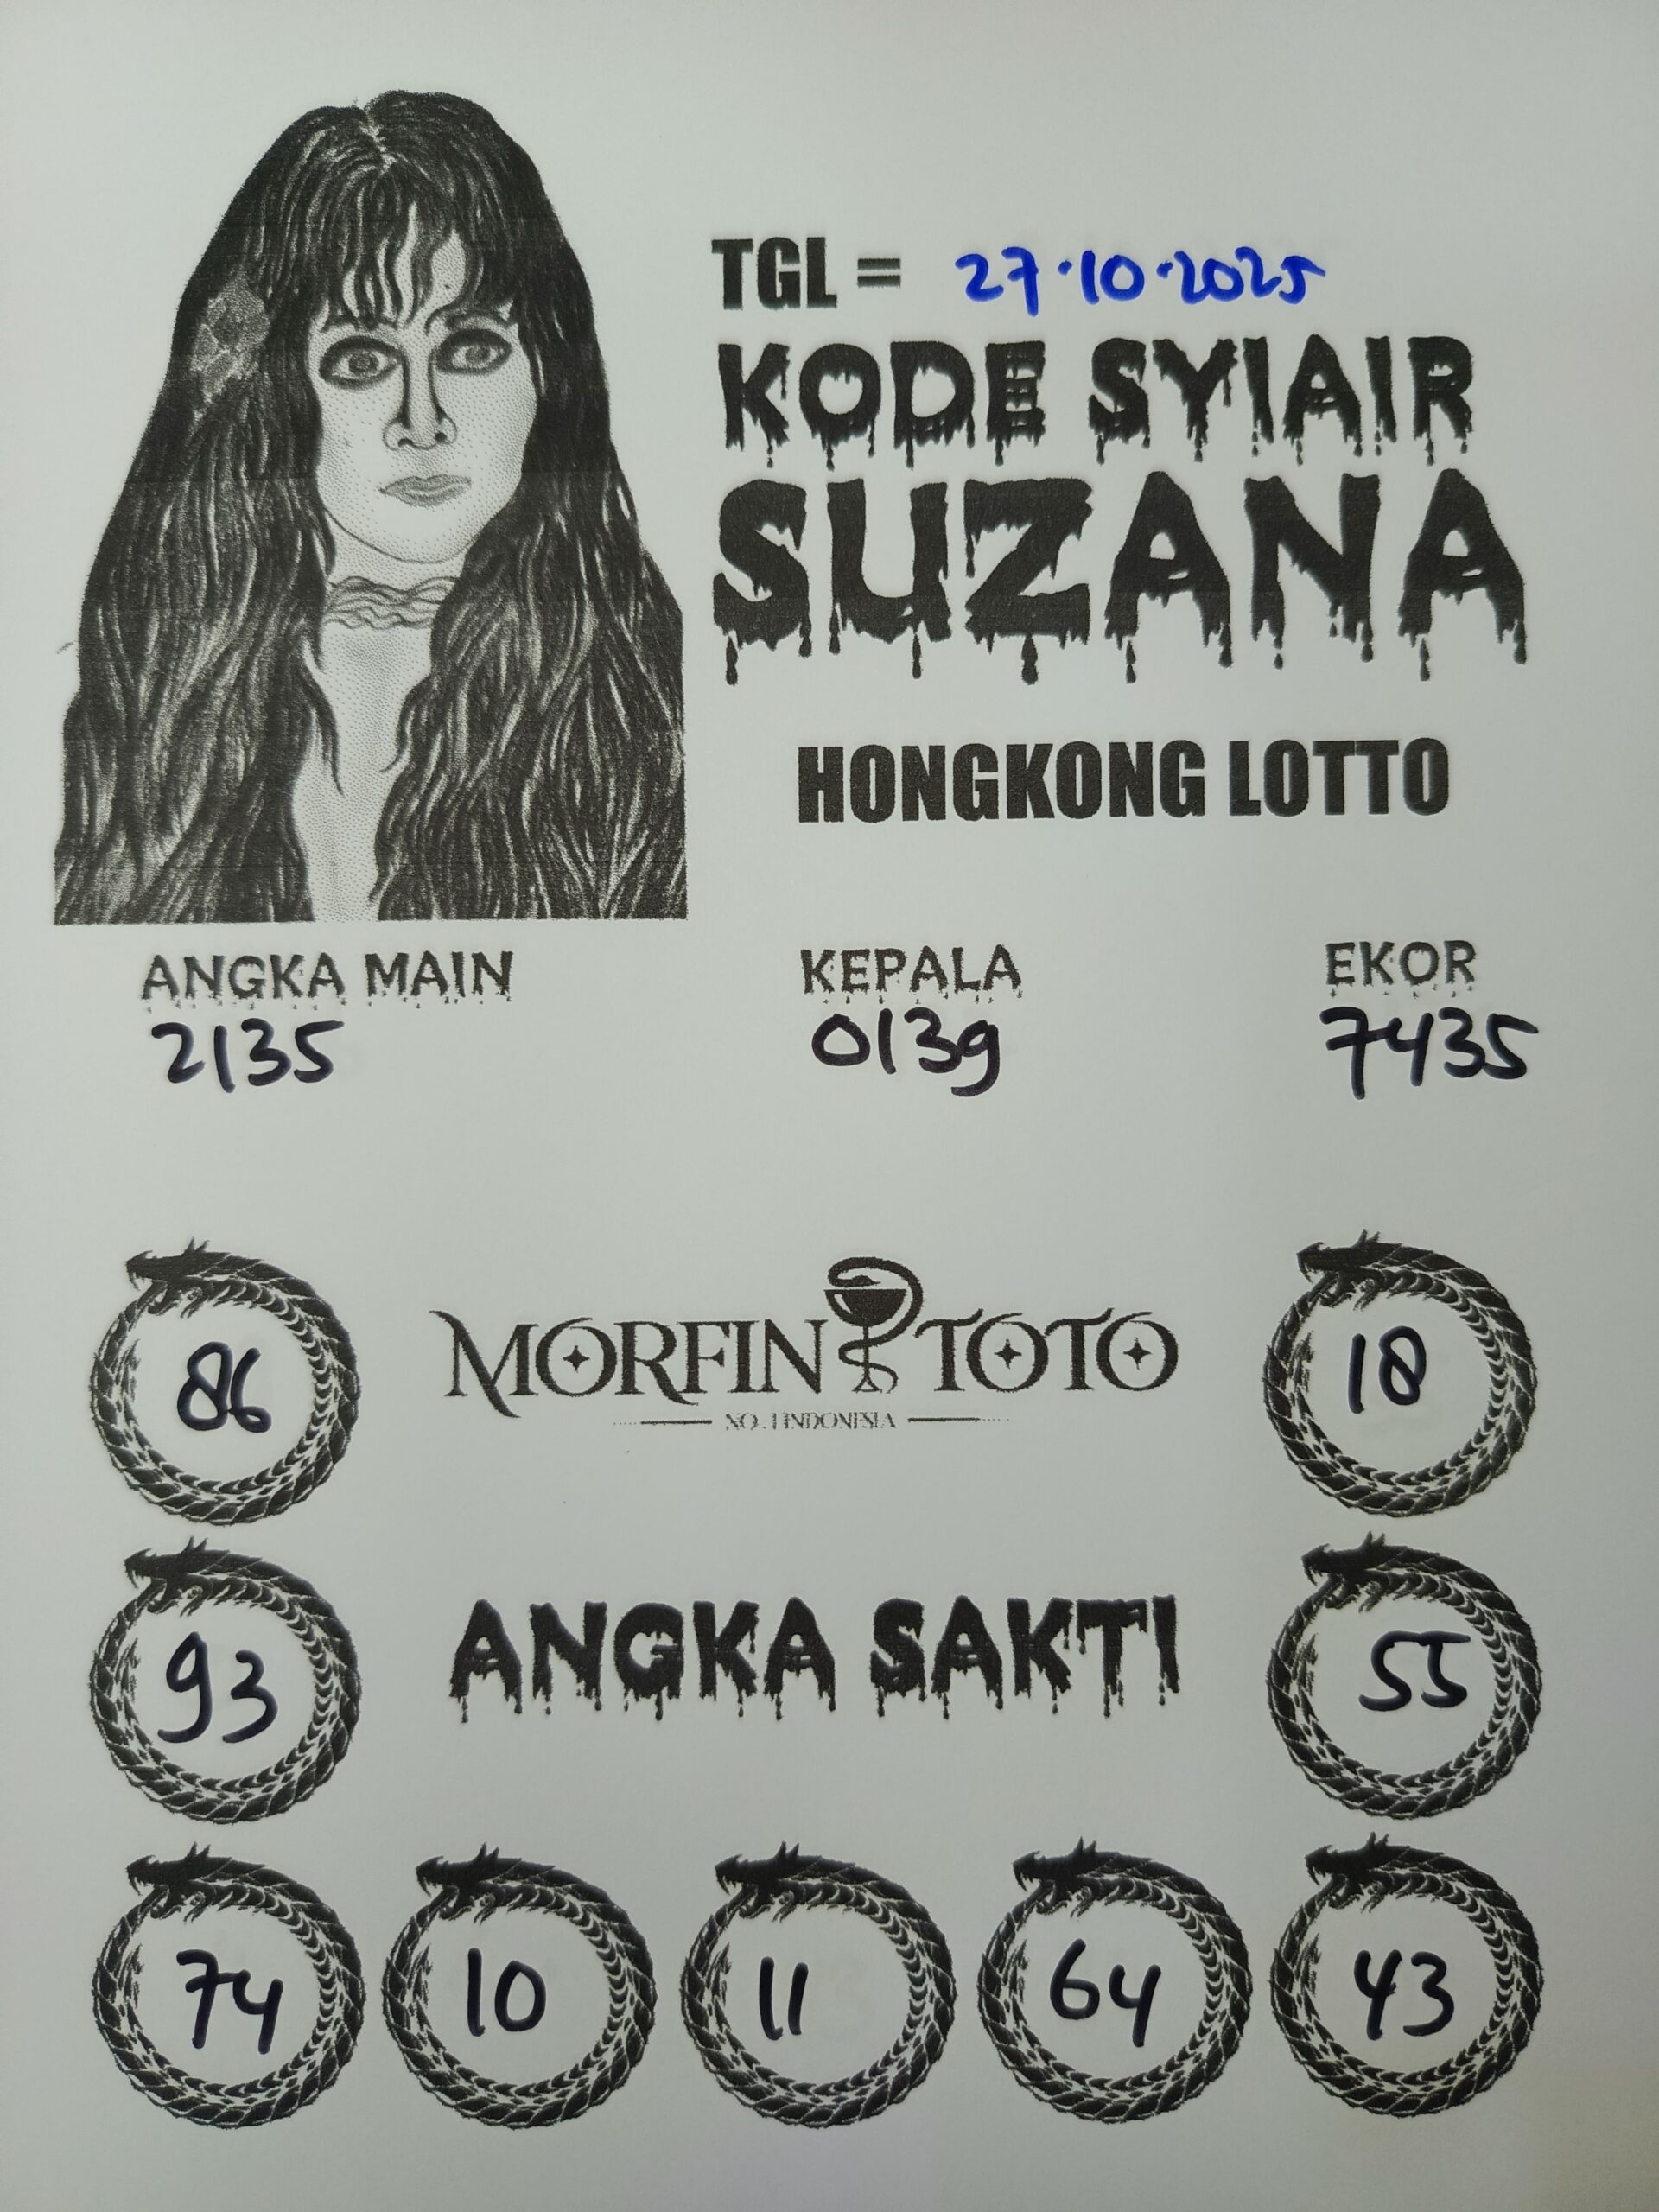 TGL = 27·10·2025
KODE SYIAIR
SUZANA
HONGKONG LOTTO
ANGKA MAIN KEPALA EKOR
2135 0139 7435
86 MORFIN TOTO 18
NO.1 INDONESIA
93 ANGKA SAKTI 55
74 10 11 64 43